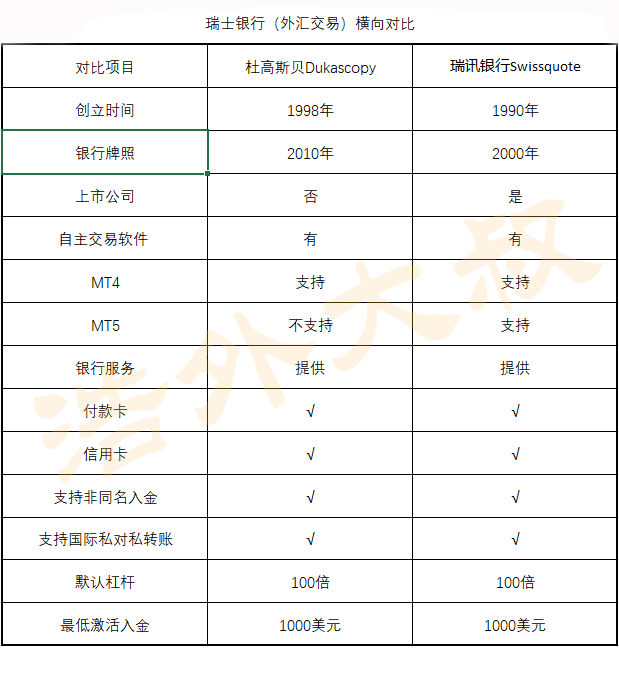 瑞士银行（外汇交易）横向对比
对比项目 杜高斯贝Dukascopy 瑞讯银行Swissquote
创立时间 1998年 1990年
银行牌照 2010年 2000年
上市公司 否 是
自主交易软件 有 有
MT4 支持 支持
MT5 不支持 支持
银行服务 提供 提供
付款卡 √ √
信用卡 √ √
支持非同名入金 √ √
支持国际私对私转账 √ √
默认杠杆 100倍 100倍
最低激活入金 1000美元 1000美元
浩外大叔